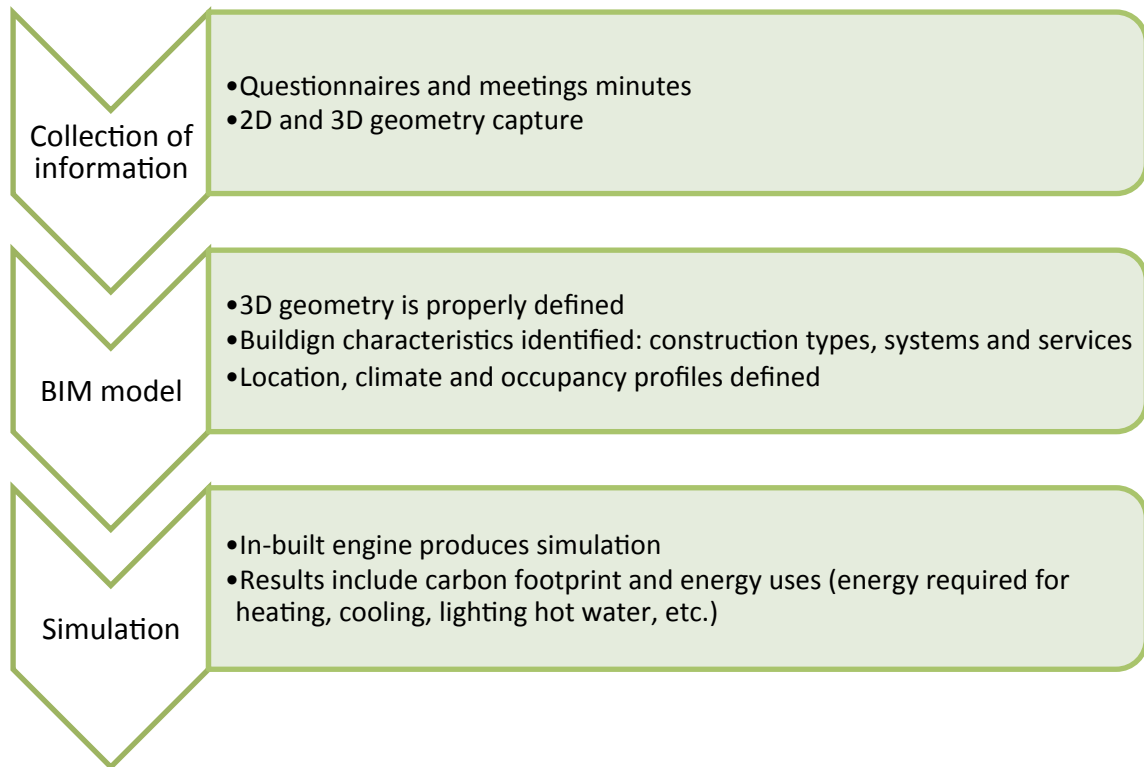 Collection of
information
•Questionnaires and meetings minutes
•2D and 3D geometry capture
BIM model
•3D geometry is properly defined
•Buildign characteristics identified: construction types, systems and services
•Location, climate and occupancy profiles defined
Simulation
•In-built engine produces simulation
•Results include carbon footprint and energy uses (energy required for
heating, cooling, lighting hot water, etc.)